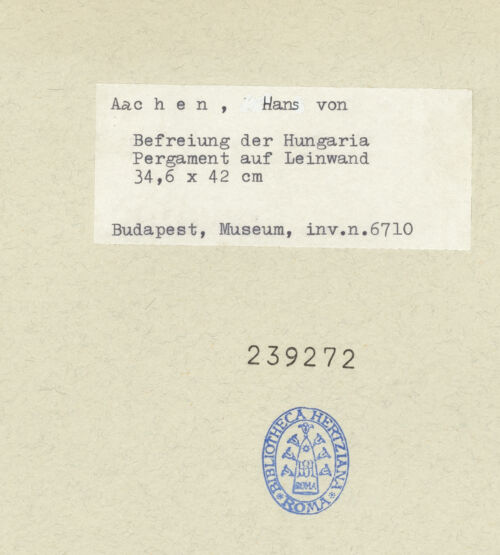 Aachen, Hans von
Befreiung der Hungaria
Pergament auf Leinwand
34,6 x 42 cm
Budapest, Museum, inv.n.6710
239272
BIBLIOTHECA HERTZIANA
ROMA
ROMA